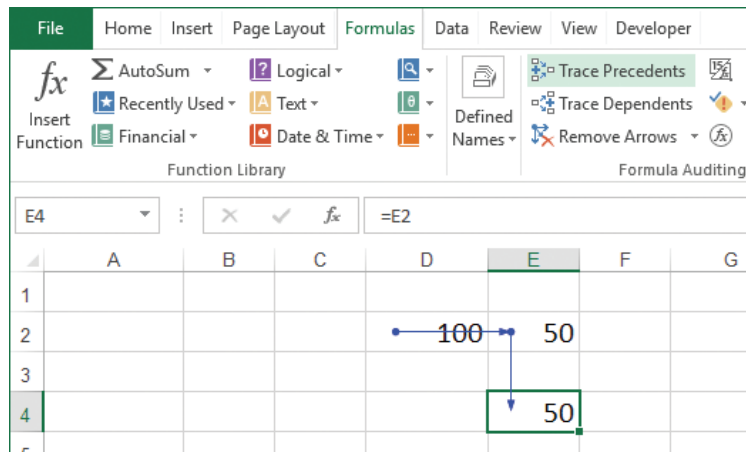 File Home Insert Page Layout Formulas Data Review View Developer
fx Insert Function
AutoSum
Recently Used
Financial
Logical
Text
Date & Time
θ
Defined Names
Trace Precedents
Trace Dependents
Remove Arrows
fx
Function Library
Formula Auditing
E4 fx =E2
A B C D E F G
1
2 100 50
3
4 50